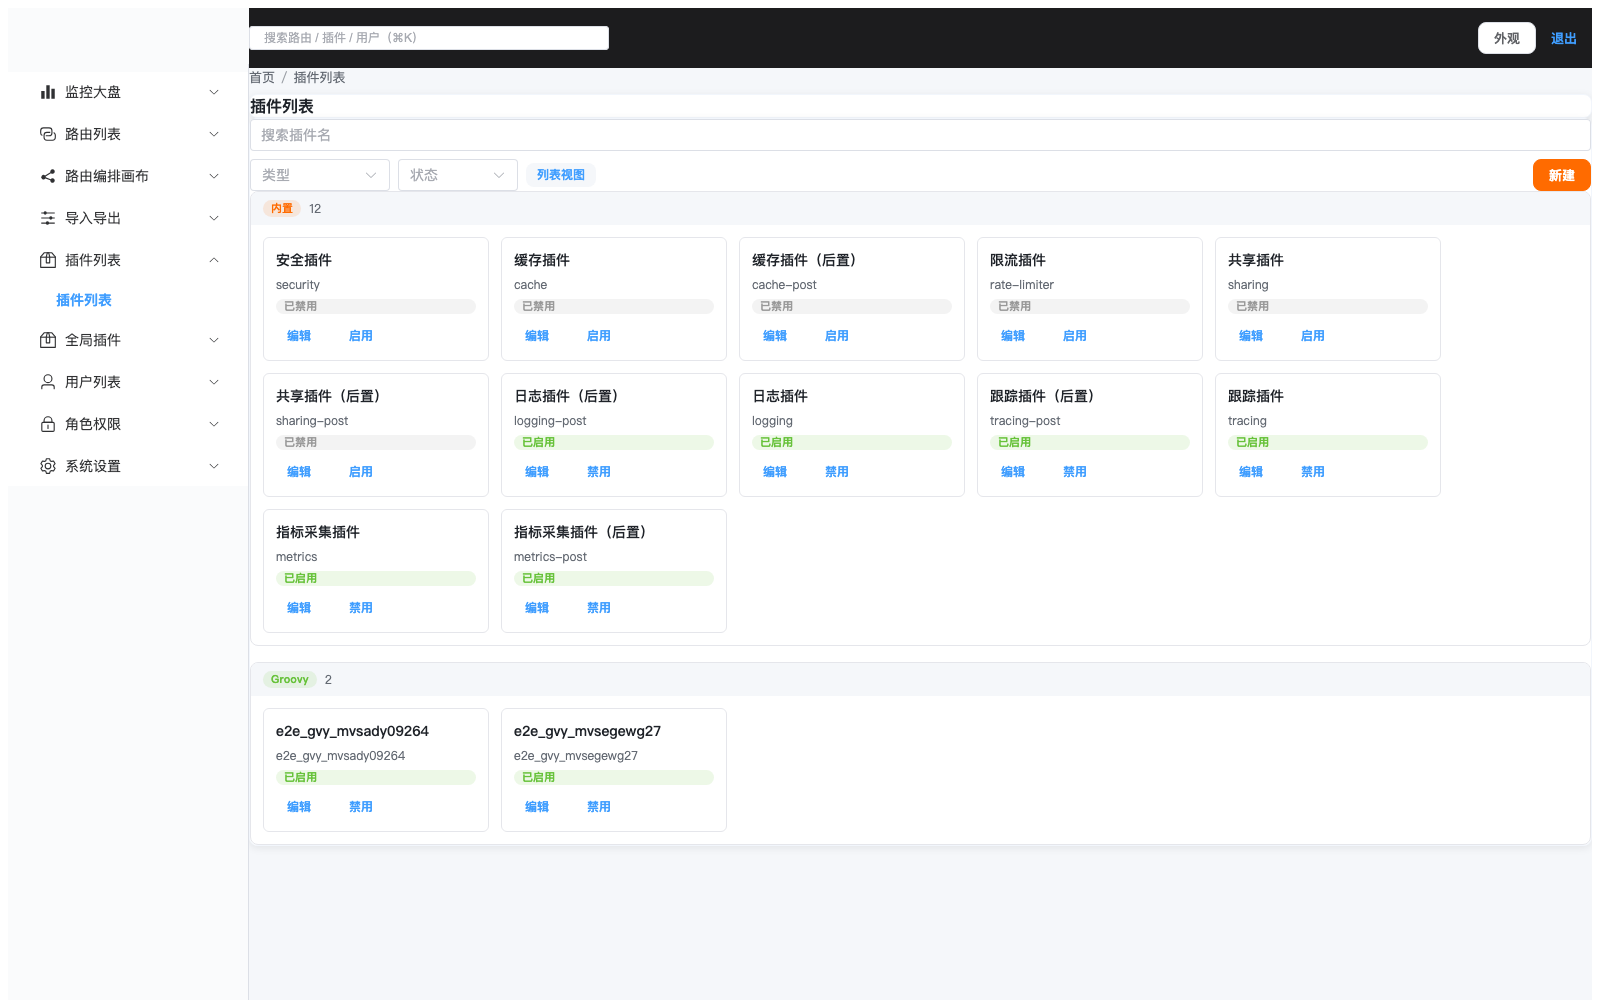 搜索路由 / 插件 / 用户（⌘K）
外观
退出
监控大盘
路由列表
路由编排画布
导入导出
插件列表
插件列表
全局插件
用户列表
角色权限
系统设置
首页 / 插件列表
插件列表
搜索插件名
类型
状态
列表视图
新建
内置 12
安全插件
security
已禁用
编辑 启用
缓存插件
cache
已禁用
编辑 启用
缓存插件（后置）
cache-post
已禁用
编辑 启用
限流插件
rate-limiter
已禁用
编辑 启用
共享插件
sharing
已禁用
编辑 启用
共享插件（后置）
sharing-post
已禁用
编辑 启用
日志插件（后置）
logging-post
已启用
编辑 禁用
日志插件
logging
已启用
编辑 禁用
跟踪插件（后置）
tracing-post
已启用
编辑 禁用
跟踪插件
tracing
已启用
编辑 禁用
指标采集插件
metrics
已启用
编辑 禁用
指标采集插件（后置）
metrics-post
已启用
编辑 禁用
Groovy 2
e2e_gvy_mvsady09264
e2e_gvy_mvsady09264
已启用
编辑 禁用
e2e_gvy_mvsegewg27
e2e_gvy_mvsegewg27
已启用
编辑 禁用